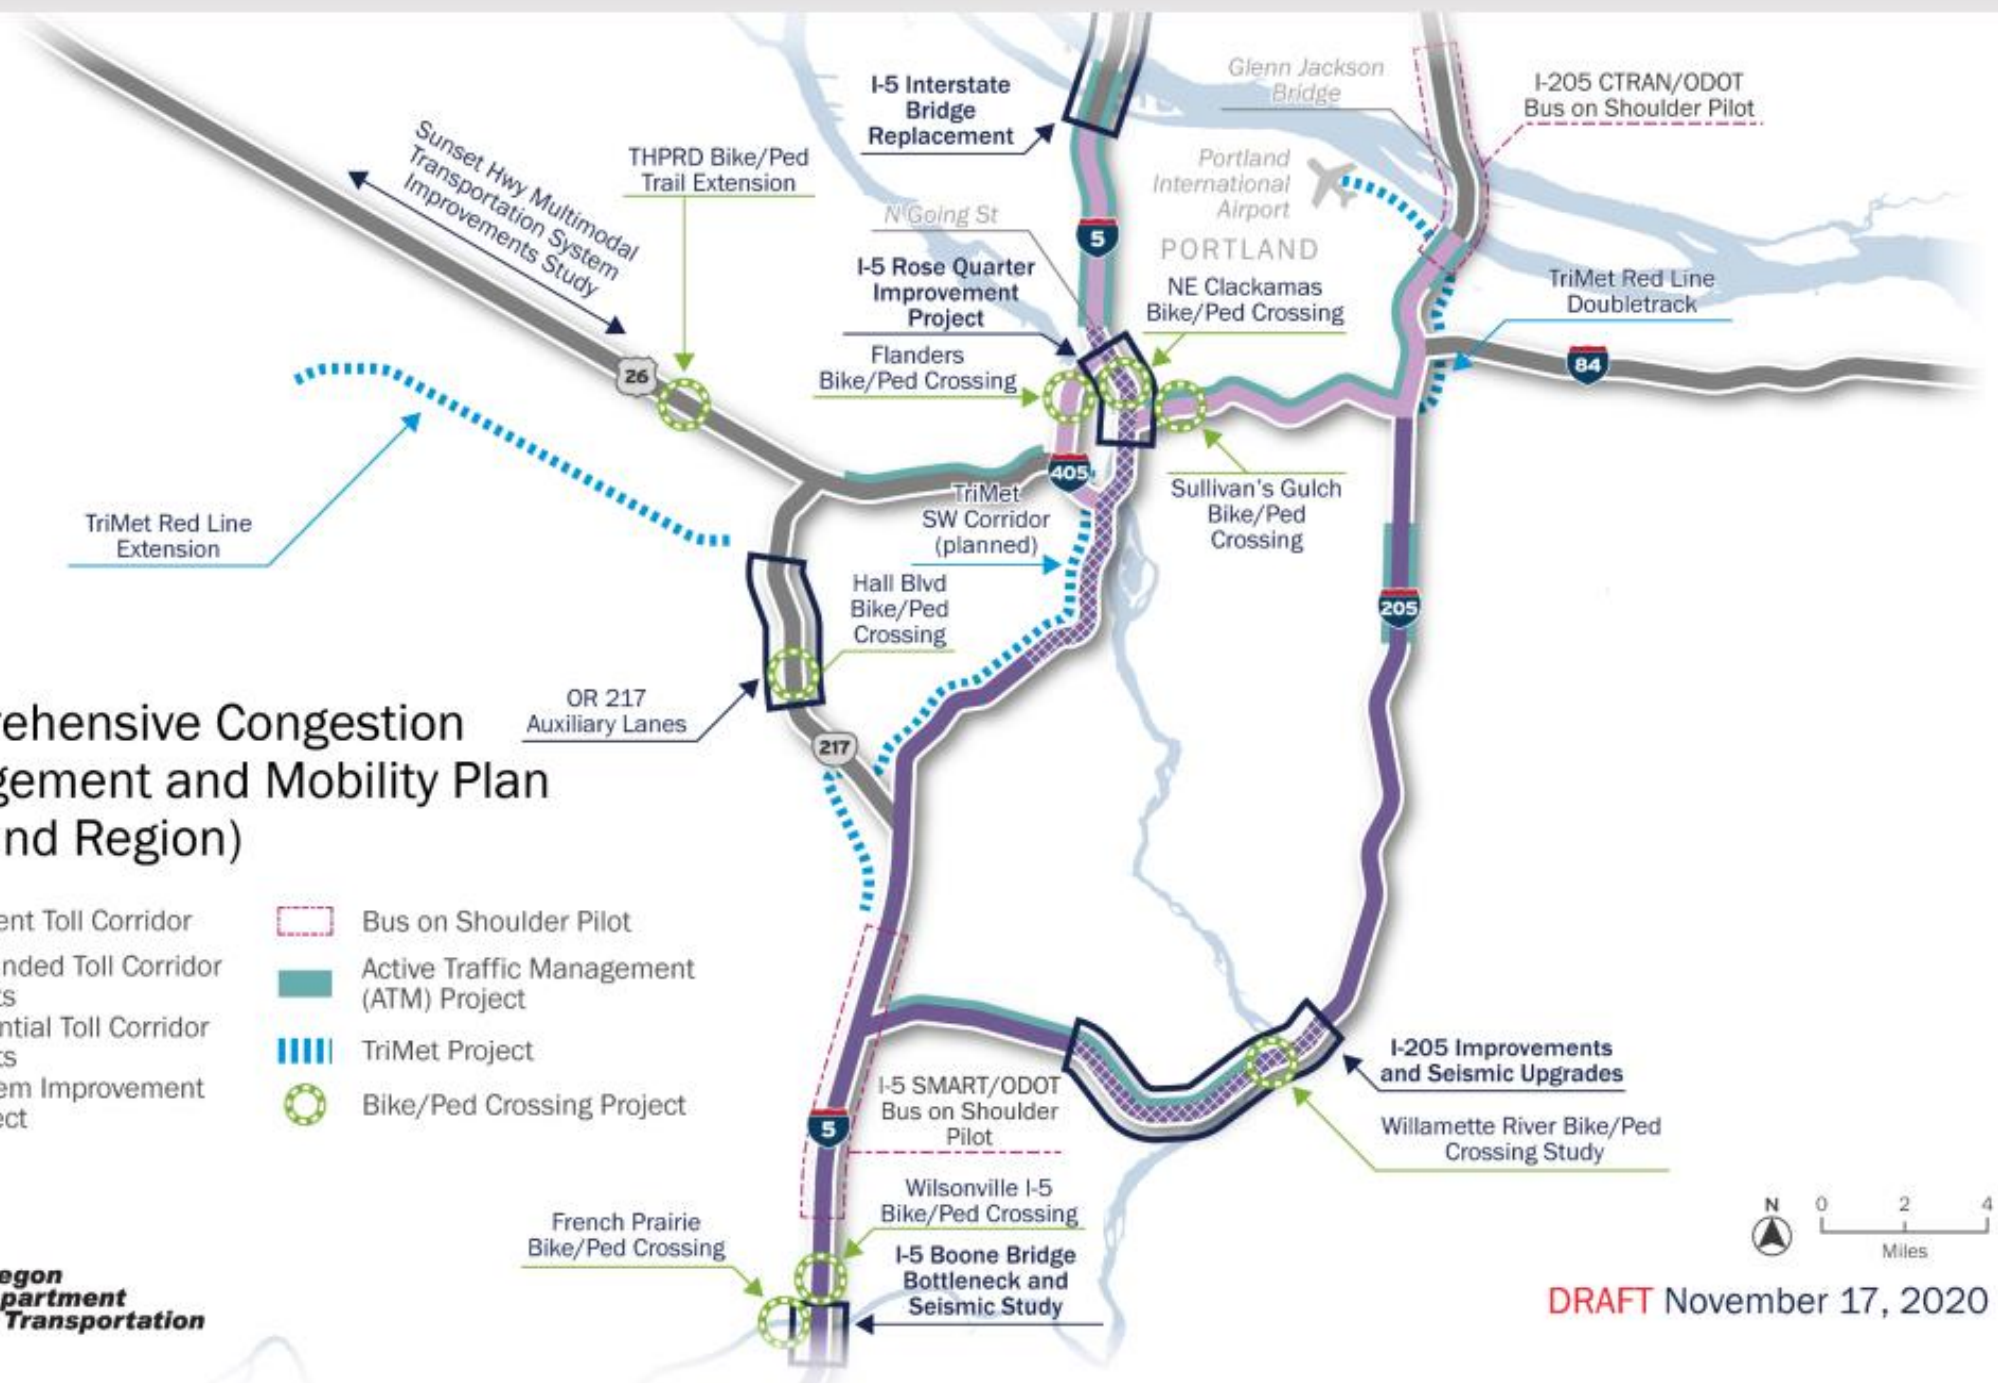 Glenn Jackson
Bridge
I-5 Interstate
Bridge
Replacement
I-205 CTRAN/ODOT
Bus on Shoulder Pilot
Sunset Hwy Multimodal
Transportation System
Improvements Study
THPRD Bike/Ped
Trail Extension
Portland
International
Airport
N Going St
5
PORTLAND
I-5 Rose Quarter
Improvement
Project
NE Clackamas
Bike/Ped Crossing
TriMet Red Line
Doubletrack
Flanders
Bike/Ped Crossing
26
84
405
TriMet
SW Corridor
(planned)
Sullivan's Gulch
Bike/Ped
Crossing
TriMet Red Line
Extension
Hall Blvd
Bike/Ped
Crossing
205
OR 217
Auxiliary Lanes
217
rehensive Congestion
gement and Mobility Plan
nd Region)
ent Toll Corridor
nded Toll Corridor
ts
ntial Toll Corridor
ts
em Improvement
ect
Bus on Shoulder Pilot
Active Traffic Management
(ATM) Project
TriMet Project
Bike/Ped Crossing Project
I-205 Improvements
and Seismic Upgrades
I-5 SMART/ODOT
Bus on Shoulder
Pilot
5
Willamette River Bike/Ped
Crossing Study
Wilsonville I-5
Bike/Ped Crossing
French Prairie
Bike/Ped Crossing
I-5 Boone Bridge
Bottleneck and
Seismic Study
N 0 2 4
Miles
egon
partment
Transportation
DRAFT November 17, 2020